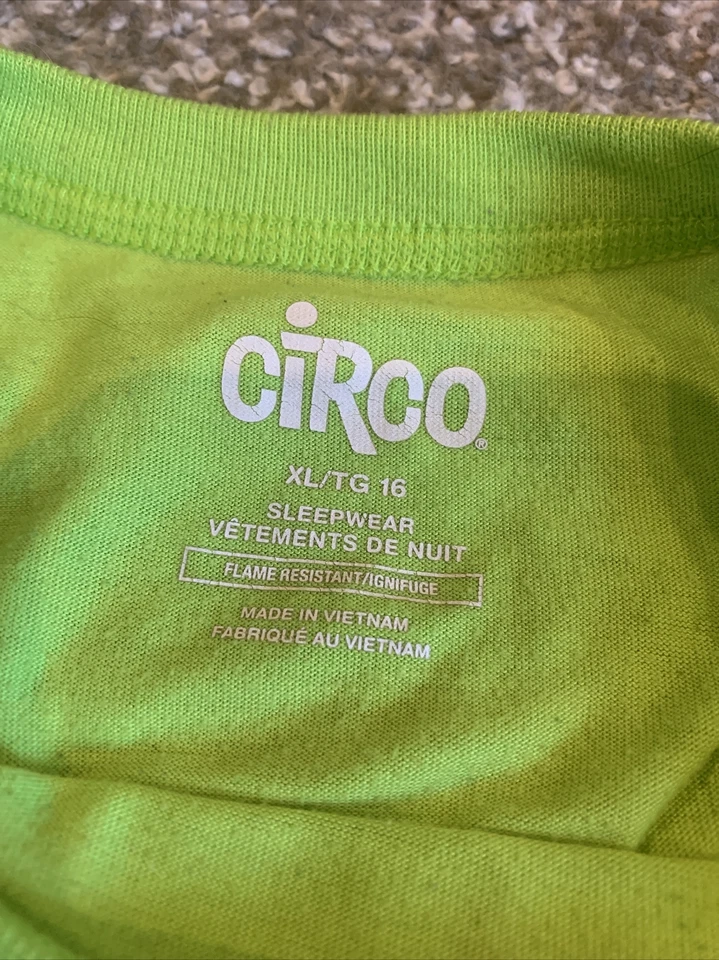 CiRCO®
XL/TG 16
SLEEPWEAR
VÊTEMENTS DE NUIT
FLAME RESISTANT/IGNIFUGE
MADE IN VIETNAM
FABRIQUÉ AU VIETNAM